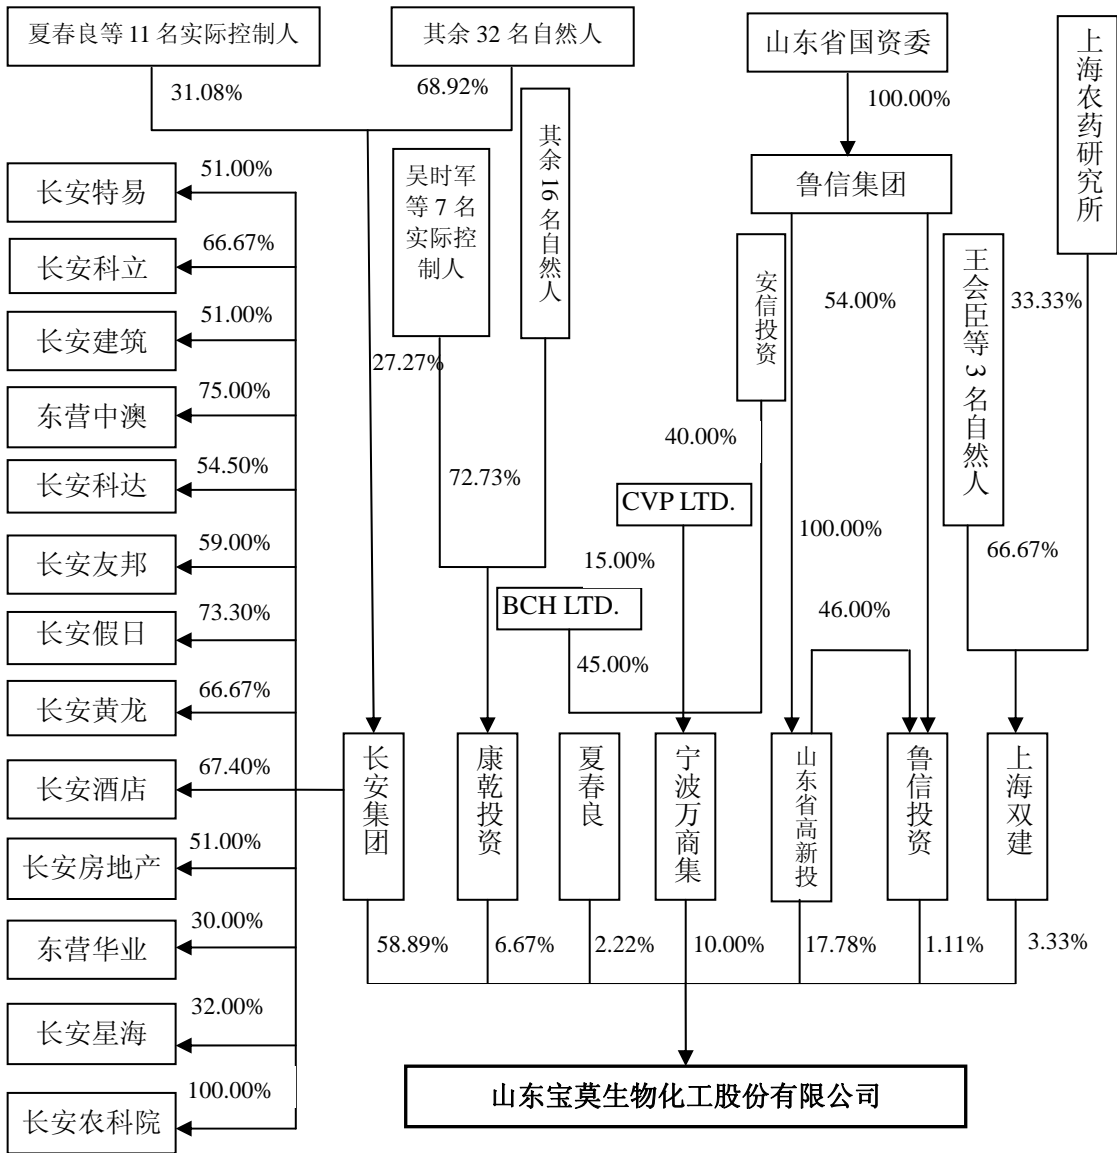 夏春良等 11 名实际控制人
其余 32 名自然人
山东省国资委
上海农药研究所
31.08%
68.92%
100.00%
其余 16 名自然人
吴时军
等 7 名
实际控
制人
鲁信集团
51.00%
长安特易
66.67%
长安科立
安信投资
54.00%
王会臣等 3 名自然人
33.33%
51.00%
长安建筑
27.27%
75.00%
东营中澳
40.00%
54.50%
长安科达
72.73%
CVP LTD.
100.00%
59.00%
长安友邦
15.00%
66.67%
73.30%
长安假日
BCH LTD.
46.00%
45.00%
66.67%
长安黄龙
67.40%
长安酒店
长安集团
康乾投资
夏春良
宁波万商集
山东省高新投
鲁信投资
上海双建
51.00%
长安房地产
30.00%
东营华业
58.89%
6.67%
2.22%
10.00%
17.78%
1.11%
3.33%
32.00%
长安星海
100.00%
长安农科院
山东宝莫生物化工股份有限公司